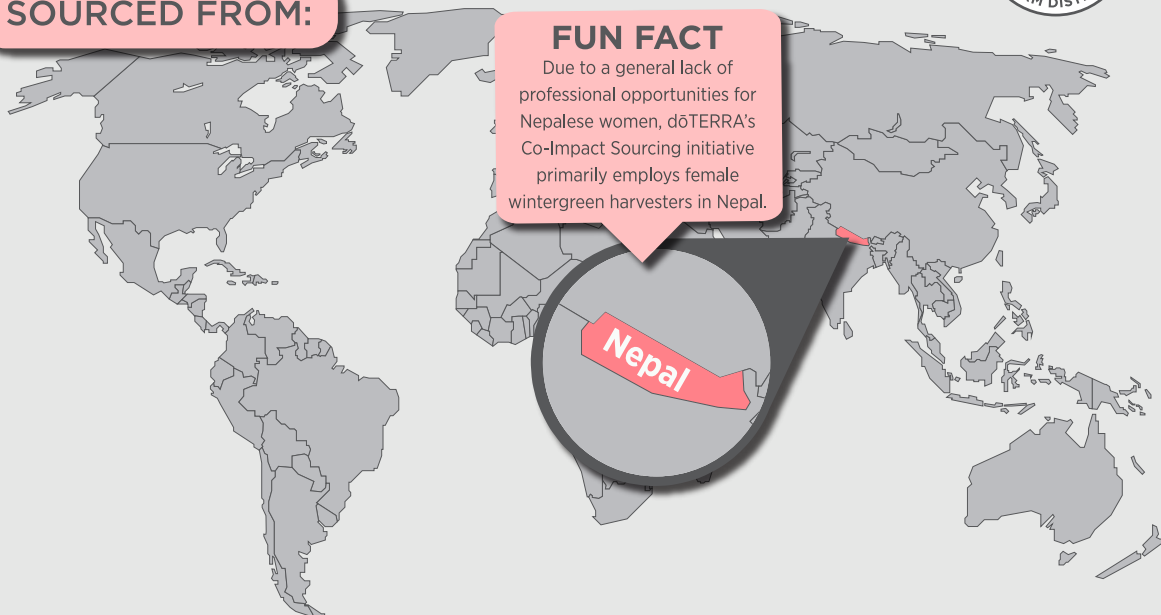 SOURCED FROM:
FUN FACT
Due to a general lack of
professional opportunities for
Nepalese women, dōTERRA’s
Co-Impact Sourcing initiative
primarily employs female
wintergreen harvesters in Nepal.
Nepal